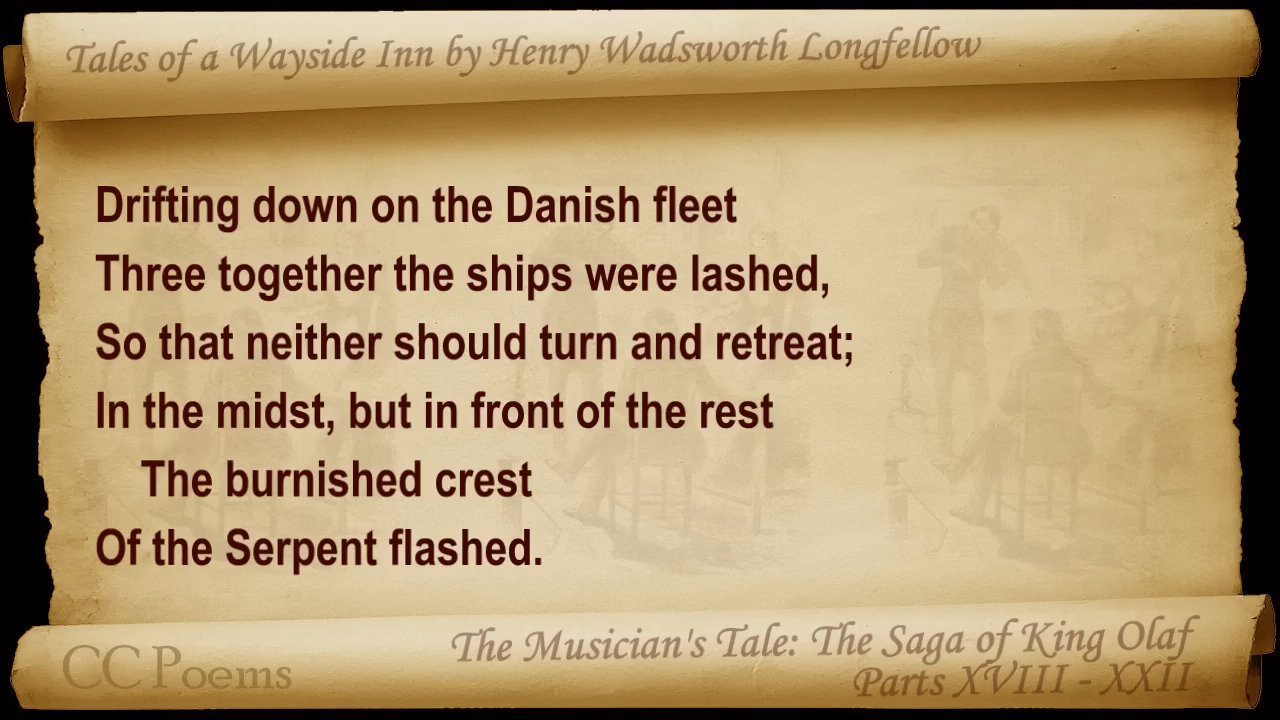 Tales of a Wayside Inn by Henry Wadsworth Longfellow
Drifting down on the Danish fleet
Three together the ships were lashed,
So that neither should turn and retreat;
In the midst, but in front of the rest
The burnished crest
Of the Serpent flashed.
The Musician's Tale: The Saga of King Olaf
Parts XVIII - XXII
CC Poems